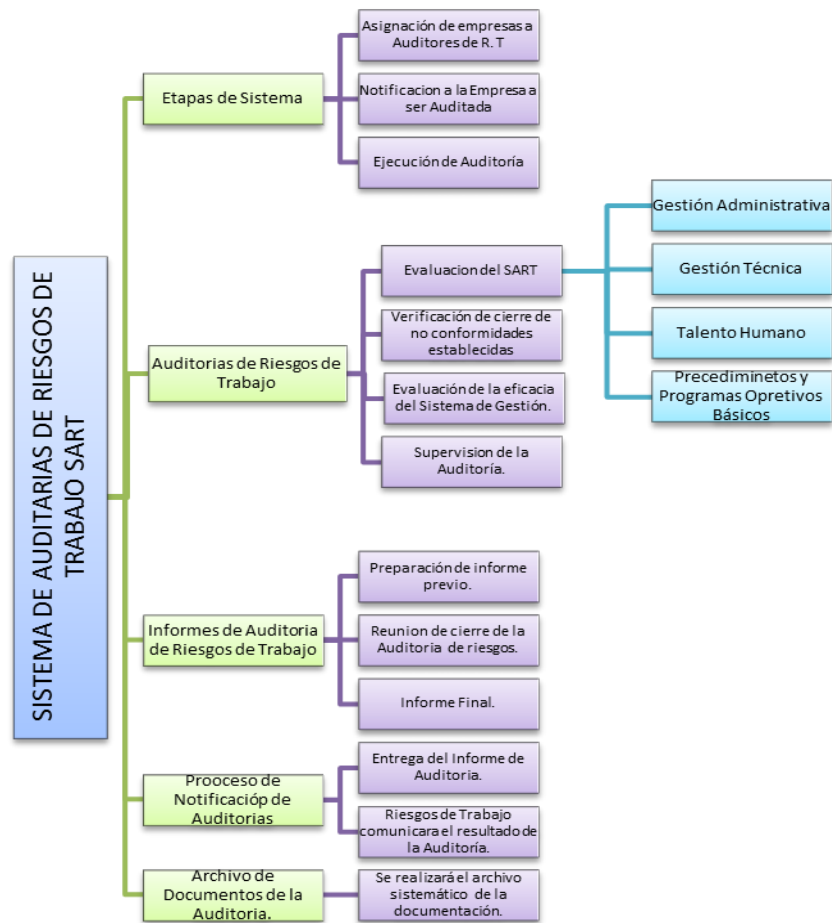 SISTEMA DE AUDITARIAS DE RIESGOS DE
TRABAJO SART
Etapas de Sistema
Asignación de empresas a
Auditores de R. T
Notificacion a la Empresa a
ser Auditada
Ejecución de Auditoría
Auditorias de Riesgos de
Trabajo
Evaluacion del SART
Gestión Administrativa
Gestión Técnica
Talento Humano
Precediminetos y
Programas Opretivos
Básicos
Verificación de cierre de
no conformidades
establecidas
Evaluación de la eficacia
del Sistema de Gestión.
Supervision de la
Auditoría.
Informes de Auditoria
de Riesgos de Trabajo
Preparación de informe
previo.
Reunion de cierre de la
Auditoria de riesgos.
Informe Final.
Prooceso de
Notificacióp de
Auditorias
Entrega del Informe de
Auditoria.
Riesgos de Trabajo
comunicara el resultado de
la Auditoría.
Archivo de
Documentos de la
Auditoria.
Se realizará el archivo
sistemático de la
documentación.